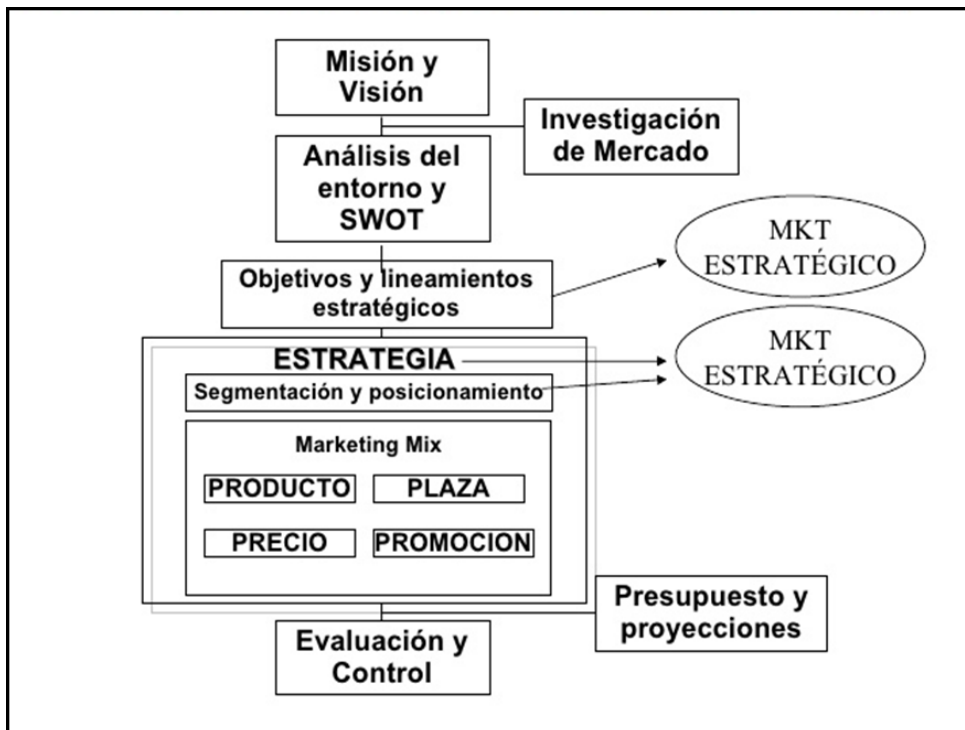 Misión y
Visión
Investigación
de Mercado
Análisis del
entorno y
SWOT
MKT
ESTRATÉGICO
Objetivos y lineamientos
estratégicos
MKT
ESTRATÉGICO
ESTRATEGIA
Segmentación y posicionamiento
Marketing Mix
PRODUCTO
PLAZA
PRECIO
PROMOCION
Presupuesto y
proyecciones
Evaluación y
Control